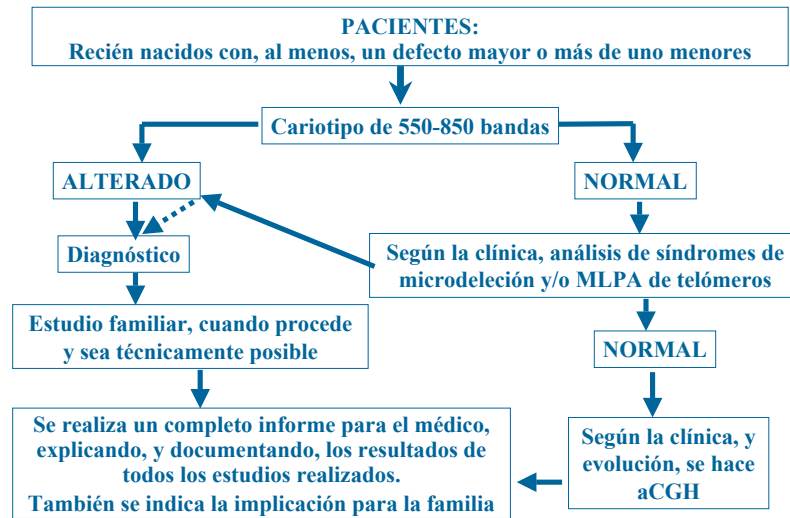 PACIENTES:
Recién nacidos con, al menos, un defecto mayor o más de uno menores
Cariotipo de 550-850 bandas
ALTERADO
NORMAL
Diagnóstico
Según la clínica, análisis de síndromes de
microdeleción y/o MLPA de telómeros
Estudio familiar, cuando procede
y sea técnicamente posible
NORMAL
Se realiza un completo informe para el médico,
explicando, y documentando, los resultados de
todos los estudios realizados.
También se indica la implicación para la familia
Según la clínica, y
evolución, se hace
aCGH